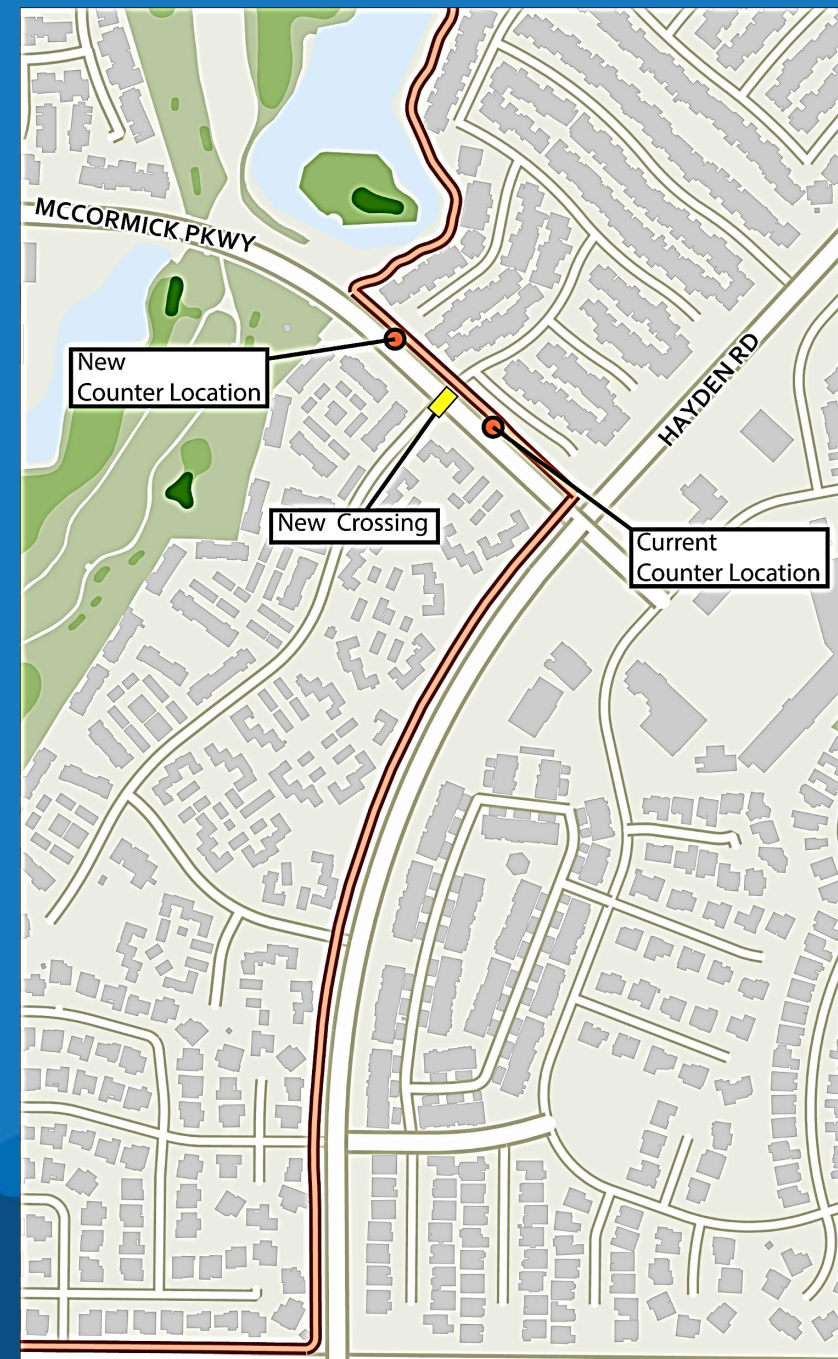 MCCORMICK PKWY
HAYDEN RD
New
Counter Location
New Crossing
Current
Counter Location